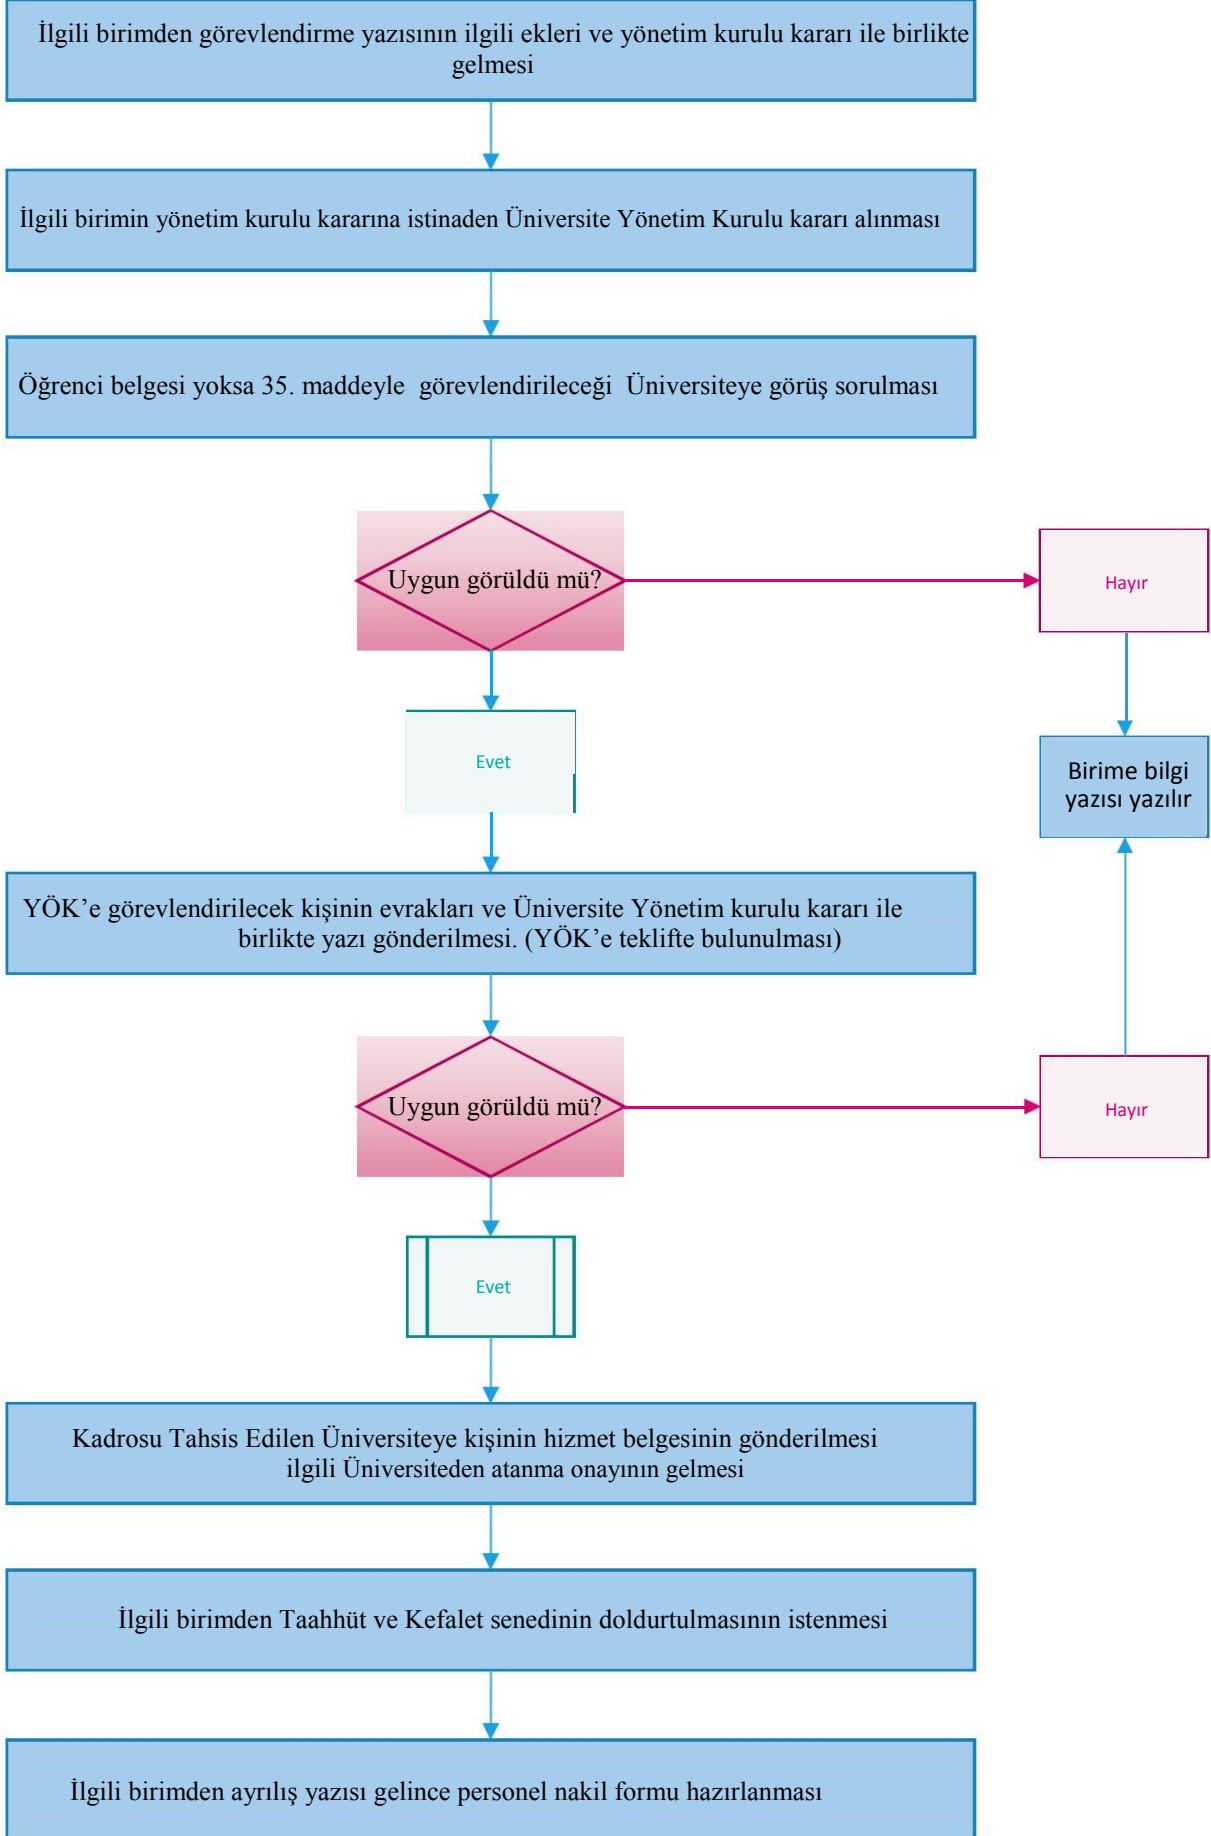 İlgili birimden görevlendirme yazısının ilgili ekleri ve yönetim kurulu kararı ile birlikte
gelmesi
İlgili birimin yönetim kurulu kararına istinaden Üniversite Yönetim Kurulu kararı alınması
Öğrenci belgesi yoksa 35. maddeyle görevlendirileceği Üniversiteye görüş sorulması
Uygun görüldü mü?
Hayır
Evet
Birime bilgi
yazısı yazılır
YÖK’e görevlendirilecek kişinin evrakları ve Üniversite Yönetim kurulu kararı ile
birlikte yazı gönderilmesi. (YÖK’e teklifte bulunulması)
Uygun görüldü mü?
Hayır
Evet
Kadrosu Tahsis Edilen Üniversiteye kişinin hizmet belgesinin gönderilmesi
ilgili Üniversiteden atanma onayının gelmesi
İlgili birimden Taahhüt ve Kefalet senedinin doldurtulmasının istenmesi
İlgili birimden ayrılış yazısı gelince personel nakil formu hazırlanması